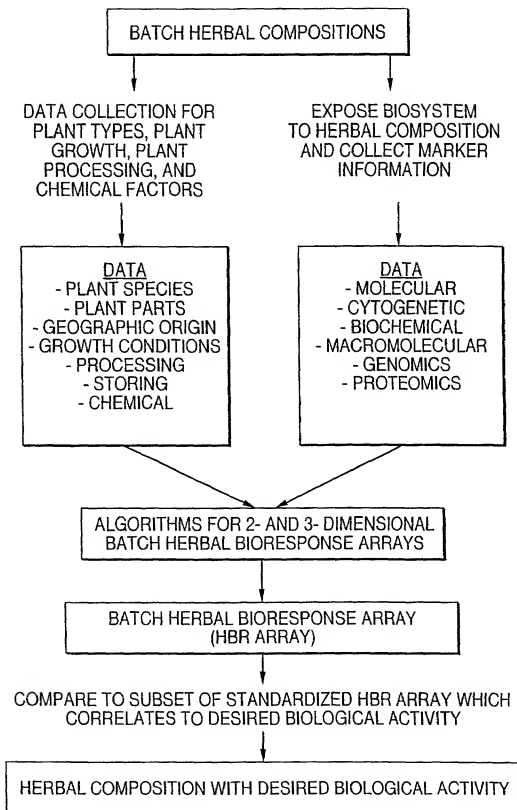 BATCH HERBAL COMPOSITIONS
DATA COLLECTION FOR
PLANT TYPES, PLANT
GROWTH, PLANT
PROCESSING, AND
CHEMICAL FACTORS
EXPOSE BIOSYSTEM
TO HERBAL COMPOSITION
AND COLLECT MARKER
INFORMATION
DATA
- PLANT SPECIES
- PLANT PARTS
- GEOGRAPHIC ORIGIN
- GROWTH CONDITIONS
- PROCESSING
- STORING
- CHEMICAL
DATA
- MOLECULAR
- CYTOGENETIC
- BIOCHEMICAL
- MACROMOLECULAR
- GENOMICS
- PROTEOMICS
ALGORITHMS FOR 2- AND 3- DIMENSIONAL
BATCH HERBAL BIORESPONSE ARRAYS
BATCH HERBAL BIORESPONSE ARRAY
(HBR ARRAY)
COMPARE TO SUBSET OF STANDARDIZED HBR ARRAY WHICH
CORRELATES TO DESIRED BIOLOGICAL ACTIVITY
HERBAL COMPOSITION WITH DESIRED BIOLOGICAL ACTIVITY